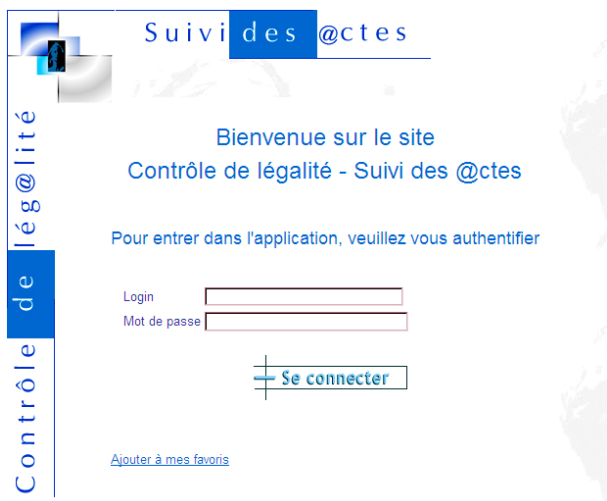 Suivi des @ctes
Contrôle de lég@lité
Bienvenue sur le site
Contrôle de légalité - Suivi des @ctes
Pour entrer dans l'application, veuillez vous authentifier
Login
Mot de passe
Se connecter
Ajouter à mes favoris